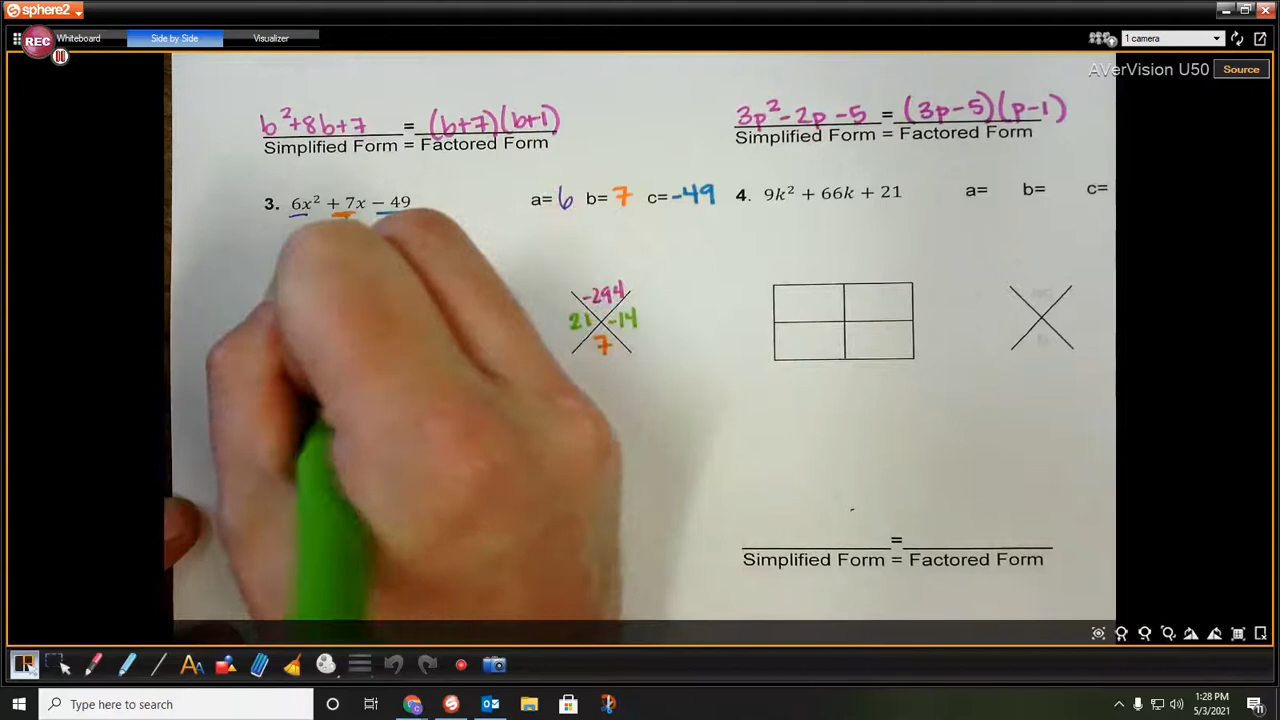 sphere2
REC
Whiteboard
Side by Side
Visualizer
1 camera
AVerVision U50
Source
b²+8b+7 = (b+7)(b+1)
Simplified Form = Factored Form
3p²-2p-5 = (3p-5)(p-1)
Simplified Form = Factored Form
3. 6x² + 7x − 49
a=6 b=7 c=-49
-294
21 -14
7
4. 9k² + 66k + 21
a= b= c=
=
Simplified Form = Factored Form
Type here to search
1:28 PM
5/3/2021
11